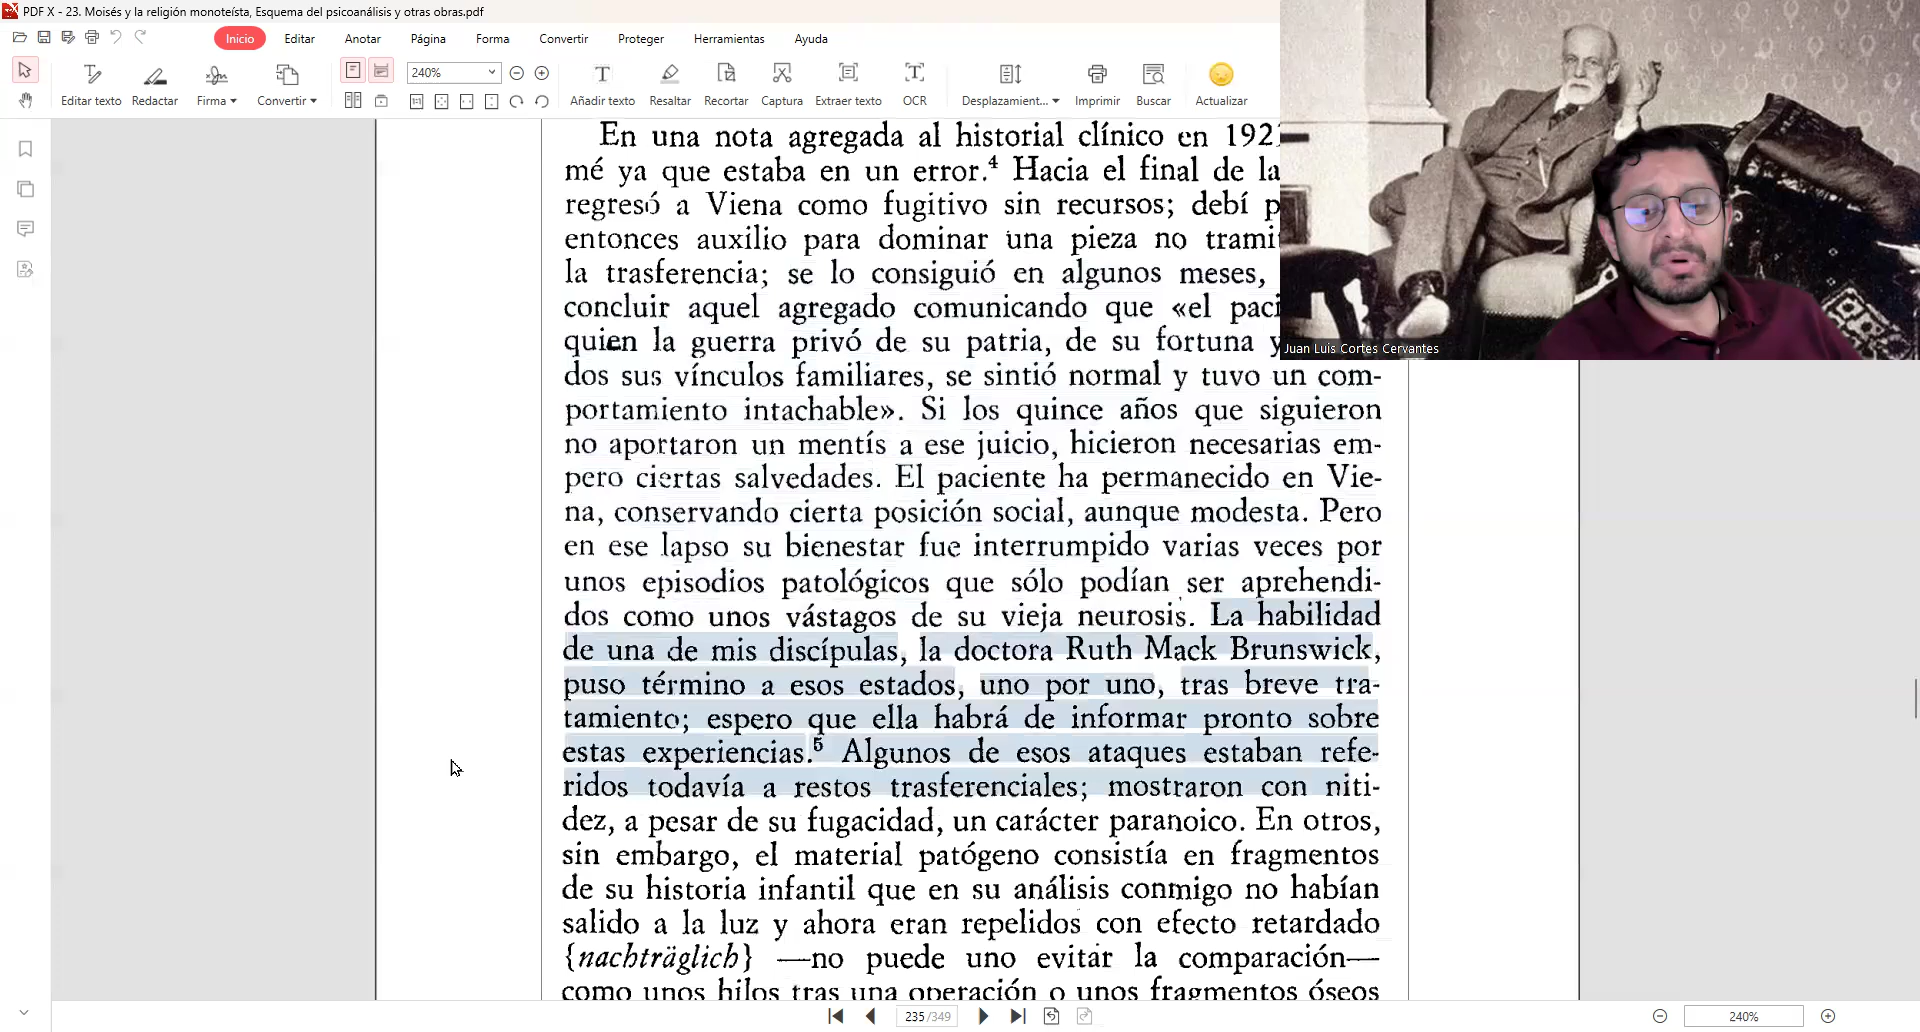 PDF X - 23. Moisés y la religión monoteísta, Esquema del psicoanálisis y otras obras.pdf
Inicio Editar Anotar Página Forma Convertir Proteger Herramientas Ayuda
240%
Editar texto Redactar Firma Convertir Añadir texto Resaltar Recortar Captura Extraer texto OCR Desplazamient... Imprimir Buscar Actualizar
En una nota agregada al historial clínico en 192
mé ya que estaba en un error.⁴ Hacia el final de la
regresó a Viena como fugitivo sin recursos; debí p
entonces auxilio para dominar una pieza no trami
la trasferencia; se lo consiguió en algunos meses,
concluir aquel agregado comunicando que «el paci
quien la guerra privó de su patria, de su fortuna y
dos sus vínculos familiares, se sintió normal y tuvo un com-
portamiento intachable». Si los quince años que siguieron
no aportaron un mentís a ese juicio, hicieron necesarias em-
pero ciertas salvedades. El paciente ha permanecido en Vie-
na, conservando cierta posición social, aunque modesta. Pero
en ese lapso su bienestar fue interrumpido varias veces por
unos episodios patológicos que sólo podían ser aprehendi-
dos como unos vástagos de su vieja neurosis. La habilidad
de una de mis discípulas, la doctora Ruth Mack Brunswick,
puso término a esos estados, uno por uno, tras breve tra-
tamiento; espero que ella habrá de informar pronto sobre
estas experiencias.⁵ Algunos de esos ataques estaban refe-
ridos todavía a restos trasferenciales; mostraron con niti-
dez, a pesar de su fugacidad, un carácter paranoico. En otros,
sin embargo, el material patógeno consistía en fragmentos
de su historia infantil que en su análisis conmigo no habían
salido a la luz y ahora eran repelidos con efecto retardado
{nachträglich} —no puede uno evitar la comparación—
como unos hilos tras una operación o unos fragmentos óseos
Juan Luis Cortes Cervantes
235/349
240%